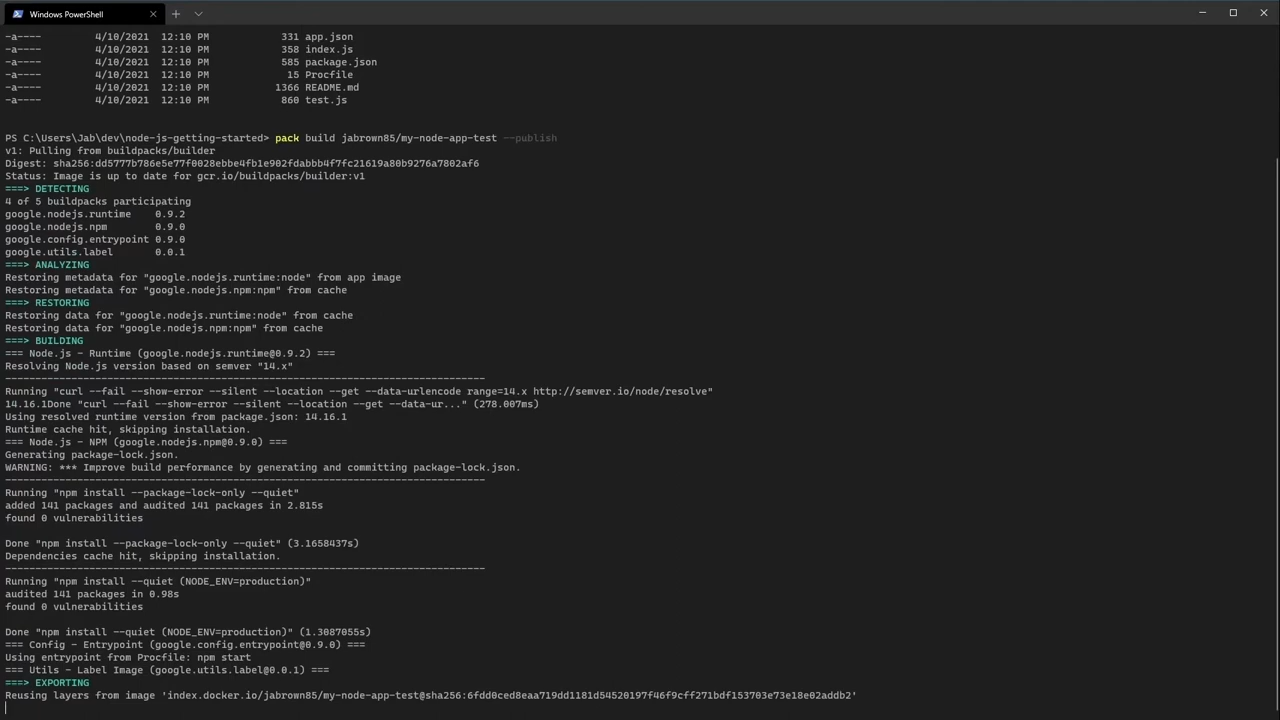 Windows PowerShell
-a---- 4/10/2021 12:10 PM 331 app.json
-a---- 4/10/2021 12:10 PM 358 index.js
-a---- 4/10/2021 12:10 PM 585 package.json
-a---- 4/10/2021 12:10 PM 15 Procfile
-a---- 4/10/2021 12:10 PM 1366 README.md
-a---- 4/10/2021 12:10 PM 860 test.js
PS C:\Users\Jab\dev\node-js-getting-started> pack build jabrown85/my-node-app-test --publish
v1: Pulling from buildpacks/builder
Digest: sha256:dd5777b786e5e77f0028ebbe4fb1e902fdabbb4f7fc21619a80b9276a7802af6
Status: Image is up to date for gcr.io/buildpacks/builder:v1
===> DETECTING
4 of 5 buildpacks participating
google.nodejs.runtime 0.9.2
google.nodejs.npm 0.9.0
google.config.entrypoint 0.9.0
google.utils.label 0.0.1
===> ANALYZING
Restoring metadata for "google.nodejs.runtime:node" from app image
Restoring metadata for "google.nodejs.npm:npm" from cache
===> RESTORING
Restoring data for "google.nodejs.runtime:node" from cache
Restoring data for "google.nodejs.npm:npm" from cache
===> BUILDING
=== Node.js - Runtime (google.nodejs.runtime@0.9.2) ===
Resolving Node.js version based on semver "14.x"
--------------------------------------------------------------------------------
Running "curl --fail --show-error --silent --location --get --data-urlencode range=14.x http://semver.io/node/resolve"
14.16.1Done "curl --fail --show-error --silent --location --get --data-ur..." (278.007ms)
Using resolved runtime version from package.json: 14.16.1
Runtime cache hit, skipping installation.
=== Node.js - NPM (google.nodejs.npm@0.9.0) ===
Generating package-lock.json.
WARNING: *** Improve build performance by generating and committing package-lock.json.
--------------------------------------------------------------------------------
Running "npm install --package-lock-only --quiet"
added 141 packages and audited 141 packages in 2.815s
found 0 vulnerabilities
Done "npm install --package-lock-only --quiet" (3.1658437s)
Dependencies cache hit, skipping installation.
--------------------------------------------------------------------------------
Running "npm install --quiet (NODE_ENV=production)"
audited 141 packages in 0.98s
found 0 vulnerabilities
Done "npm install --quiet (NODE_ENV=production)" (1.3087055s)
=== Config - Entrypoint (google.config.entrypoint@0.9.0) ===
Using entrypoint from Procfile: npm start
=== Utils - Label Image (google.utils.label@0.0.1) ===
===> EXPORTING
Reusing layers from image 'index.docker.io/jabrown85/my-node-app-test@sha256:6fdd0ced8eaa719dd1181d54520197f46f9cff271bdf153703e73e18e02addb2'